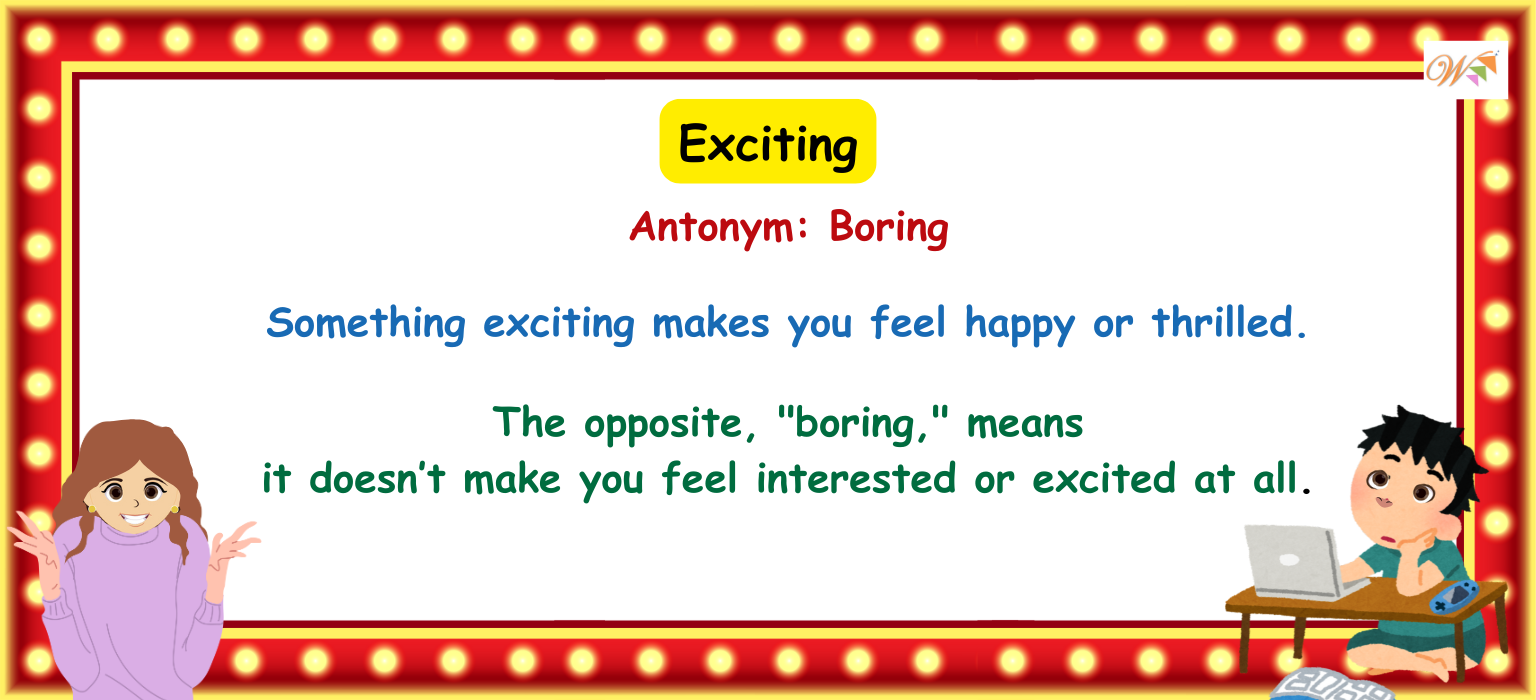 W
Exciting
Antonym: Boring
Something exciting makes you feel happy or thrilled.
The opposite, "boring," means
it doesn’t make you feel interested or excited at all.